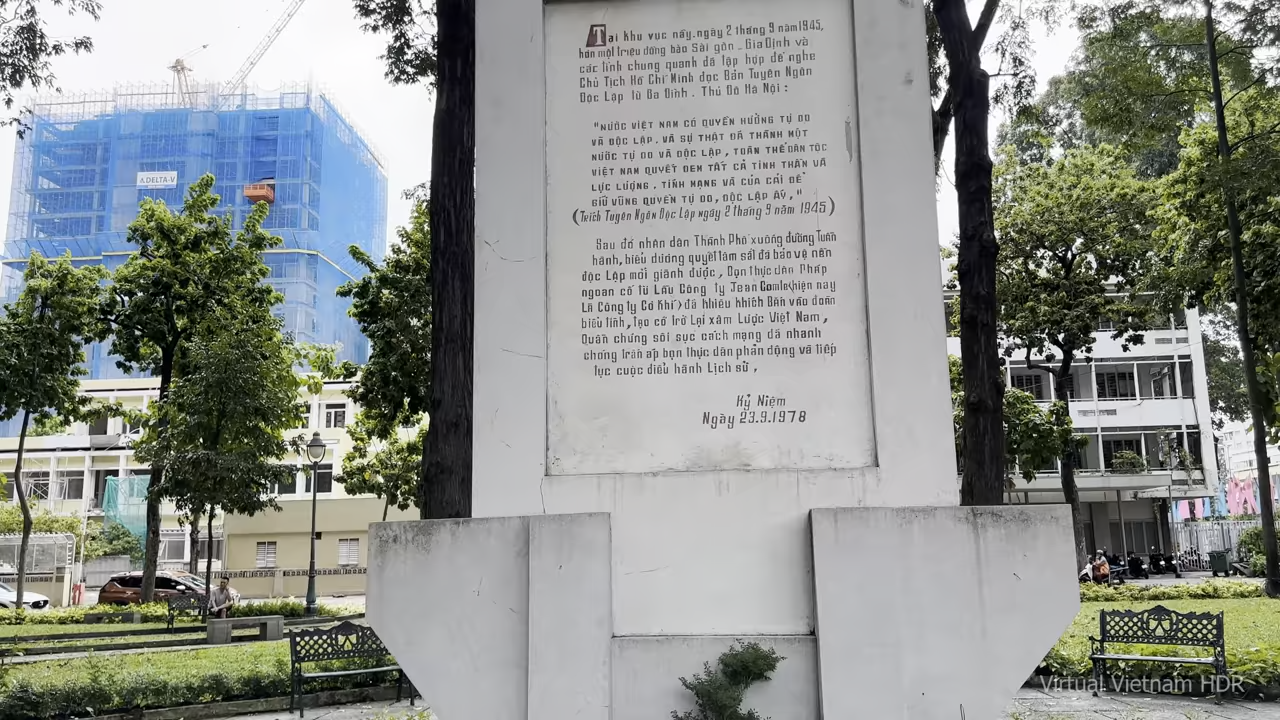 A DELTA-V
Tại khu vực nầy, ngày 2 tháng 9 năm 1945,
hơn một triệu đồng bào Sài gòn _ Gia Định và
các tỉnh chung quanh đã tập hợp để nghe
Chủ Tịch Hồ Chí Minh đọc Bản Tuyên Ngôn
Độc Lập từ Ba Đình . Thủ Đô Hà Nội :
"NƯỚC VIỆT NAM CÓ QUYỀN HƯỞNG TỰ DO
VÀ ĐỘC LẬP . VÀ SỰ THẬT ĐÃ THÀNH MỘT
NƯỚC TỰ DO VÀ ĐỘC LẬP , TOÀN THỂ DÂN TỘC
VIỆT NAM QUYẾT ĐEM TẤT CẢ TINH THẦN VÀ
LỰC LƯỢNG . TÍNH MẠNG VÀ CỦA CẢI ĐỂ
GIỮ VỮNG QUYỀN TỰ DO, ĐỘC LẬP ẤY,"
(Trích Tuyên Ngôn Độc Lập ngày 2 tháng 9 năm 1945)
Sau đó nhân dân Thành Phố xuống đường Tuần
hành, biểu dương quyết tâm sắt đá bảo vệ nền
độc Lập mới giành được , Bọn thực dân Pháp
ngoan cố từ Lầu Công ty Jean Comte(hiện nay
Là Công ty Cơ Khí) đã khiêu khích Bắn vào đoàn
biểu tình , Tạo cớ trở Lại xâm Lược Việt Nam ,
Quần chúng sôi sục cách mạng đã nhanh
chóng trấn áp bọn thực dân phản động và tiếp
tục cuộc diễu hành Lịch sử ,
Kỷ Niệm
Ngày 23.9.1978
Virtual Vietnam HDR